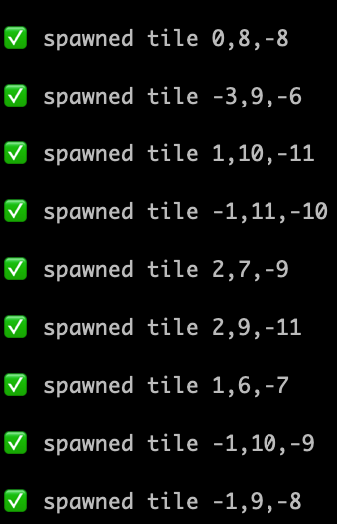 ✅ spawned tile 0,8,-8
✅ spawned tile -3,9,-6
✅ spawned tile 1,10,-11
✅ spawned tile -1,11,-10
✅ spawned tile 2,7,-9
✅ spawned tile 2,9,-11
✅ spawned tile 1,6,-7
✅ spawned tile -1,10,-9
✅ spawned tile -1,9,-8